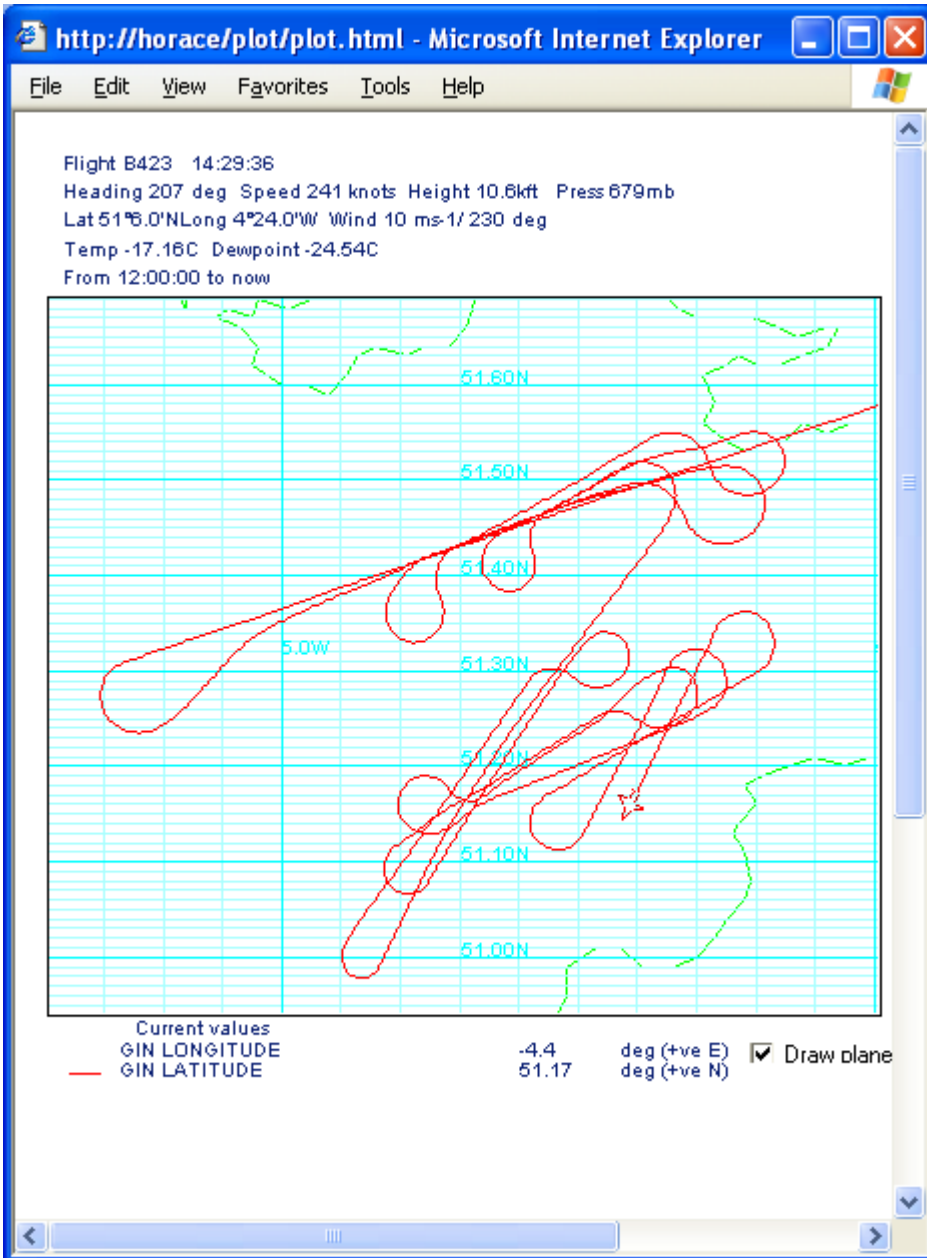 http://horace/plot/plot.html - Microsoft Internet Explorer
File Edit View Favorites Tools Help
Flight B423 14:29:36
Heading 207 deg Speed 241 knots Height 10.6kft Press 679mb
Lat 51°6.0'NLong 4°24.0'W Wind 10 ms-1/ 230 deg
Temp -17.16C Dewpoint -24.54C
From 12:00:00 to now
51.60N
51.50N
51.40N
5.0W
51.30N
51.20N
51.10N
51.00N
Current values
GIN LONGITUDE -4.4 deg (+ve E)
GIN LATITUDE 51.17 deg (+ve N)
Draw plane